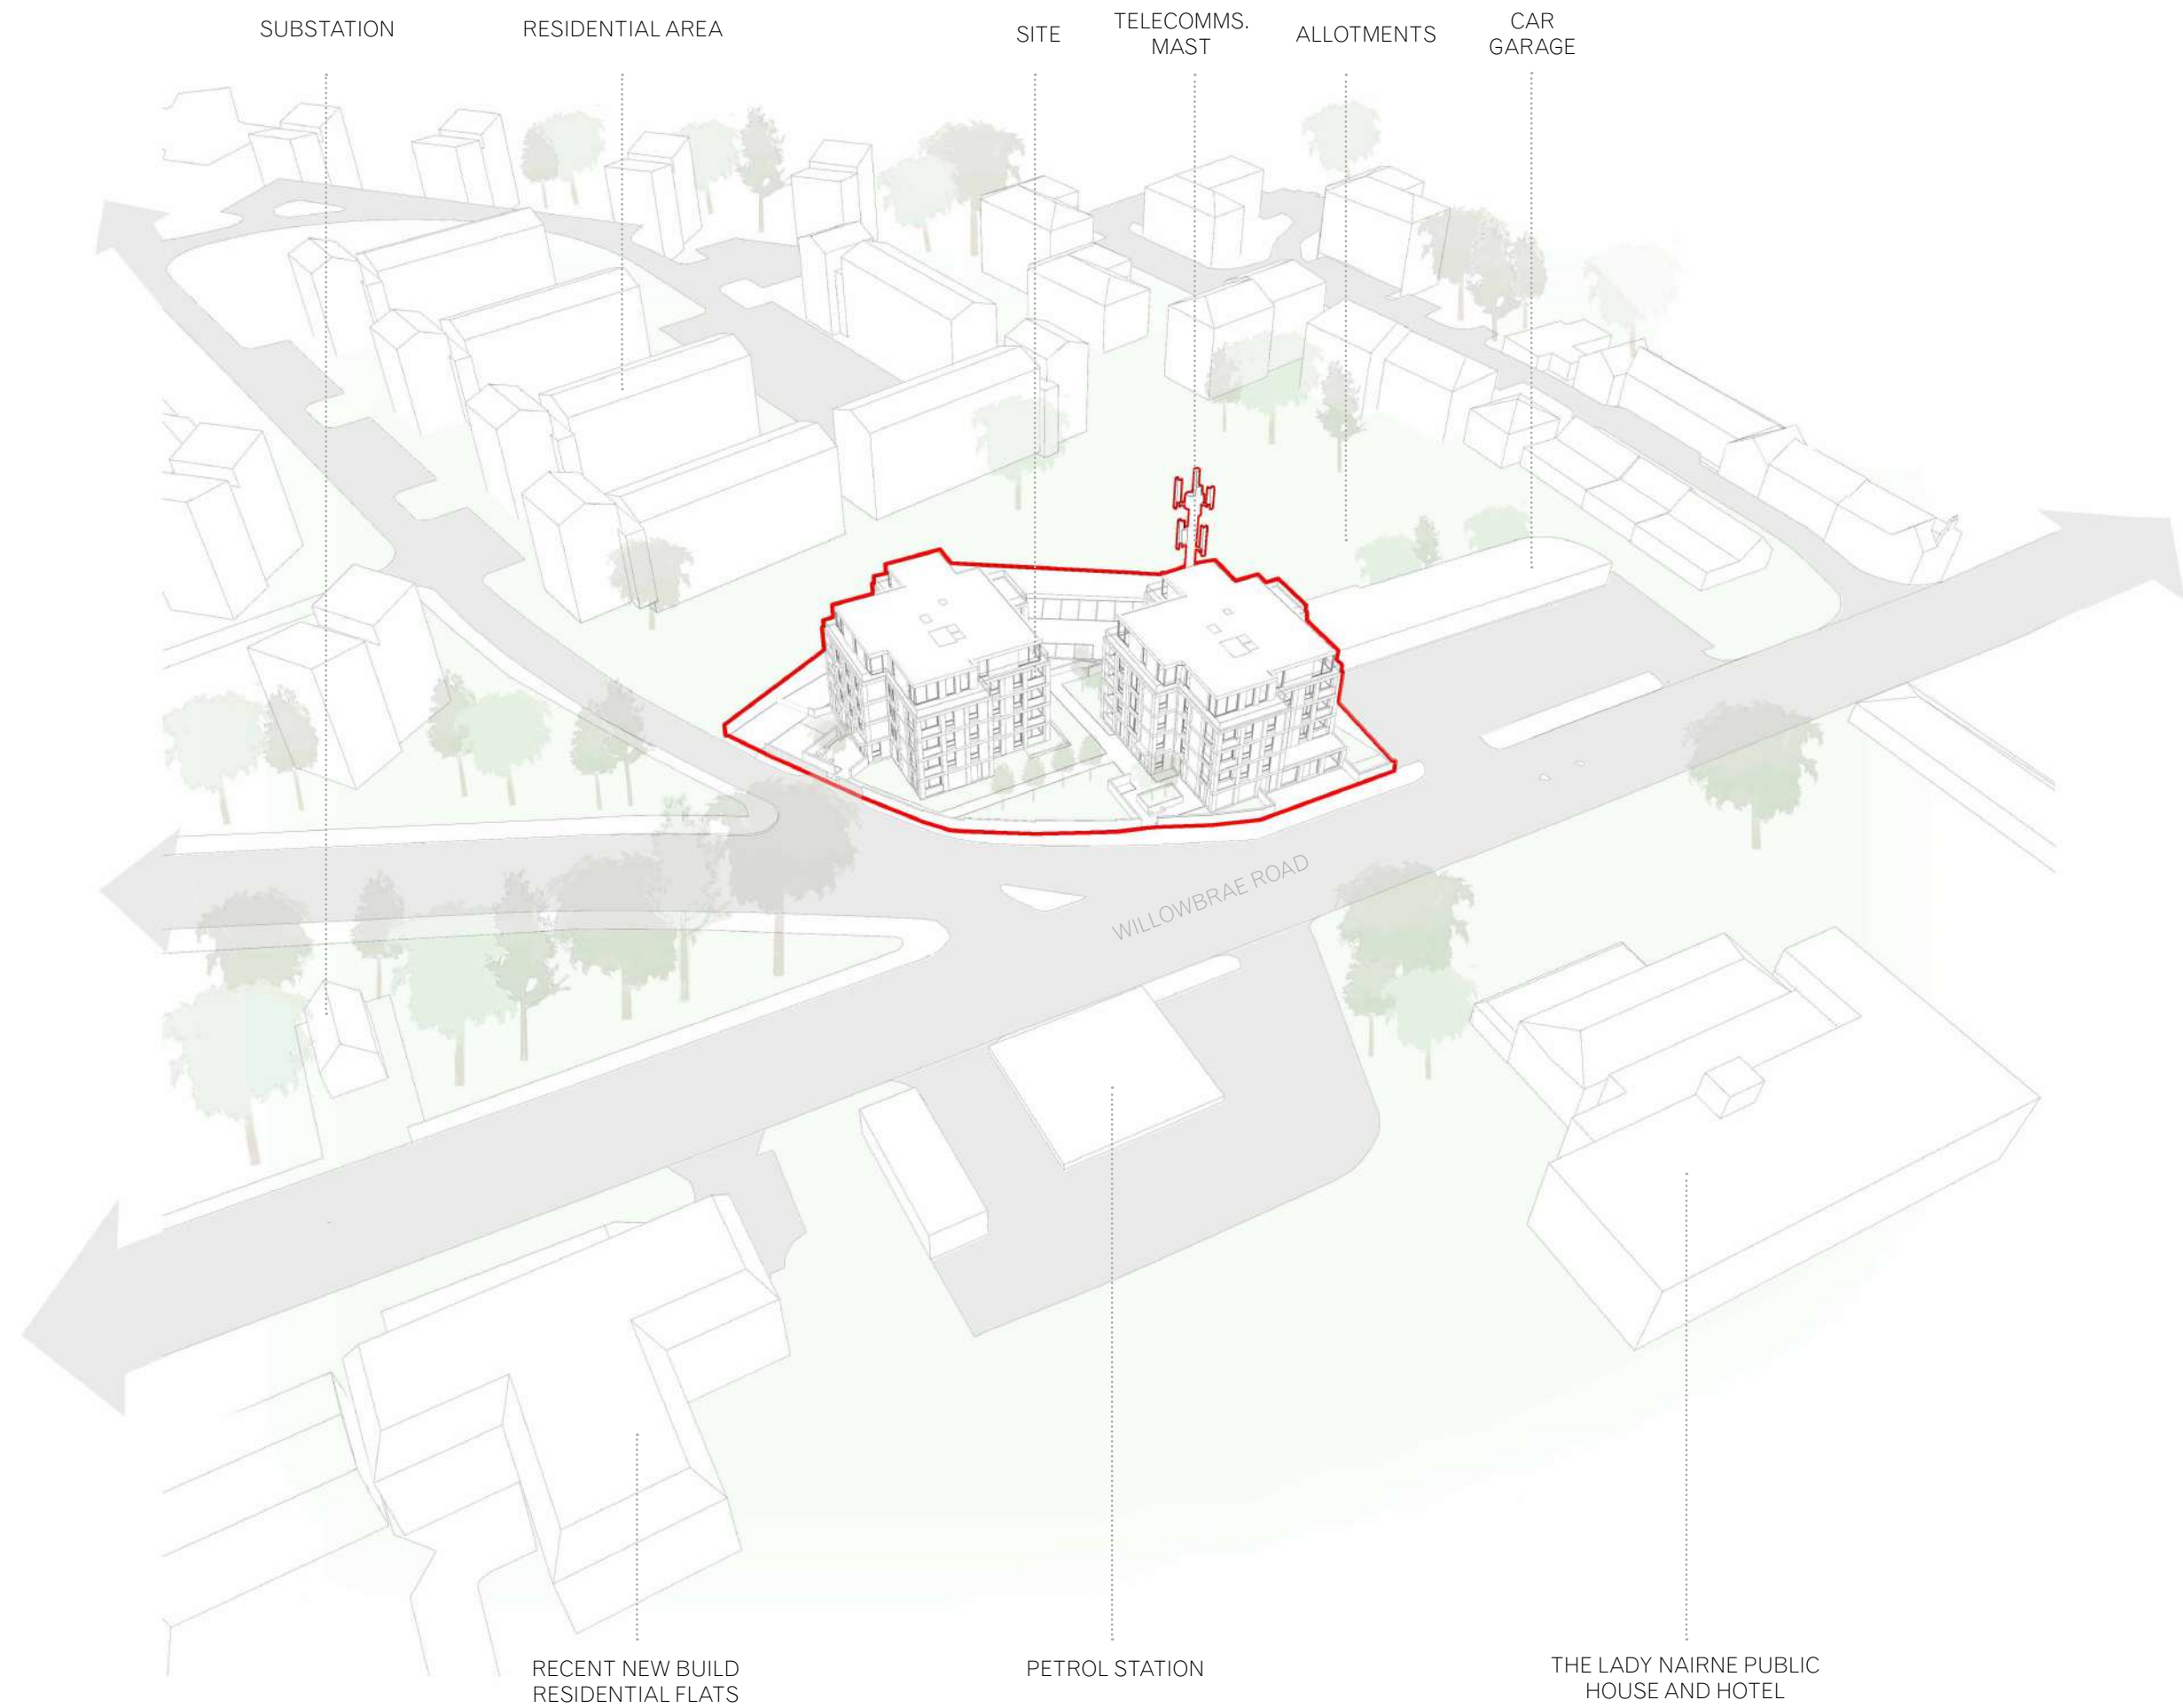 SUBSTATION
RESIDENTIAL AREA
SITE
TELECOMMS.
MAST
ALLOTMENTS
CAR
GARAGE
WILLOWBRAE ROAD
RECENT NEW BUILD
RESIDENTIAL FLATS
PETROL STATION
THE LADY NAIRNE PUBLIC
HOUSE AND HOTEL